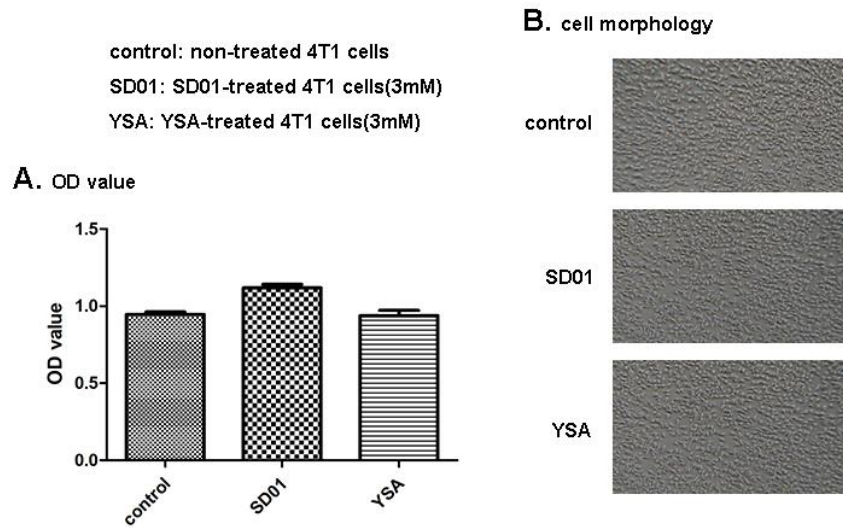 control: non-treated 4T1 cells
SD01: SD01-treated 4T1 cells(3mM)
YSA: YSA-treated 4T1 cells(3mM)
A. OD value
1.5
1.0
0.5
0.0
OD value
control
SD01
YSA
B. cell morphology
control
SD01
YSA